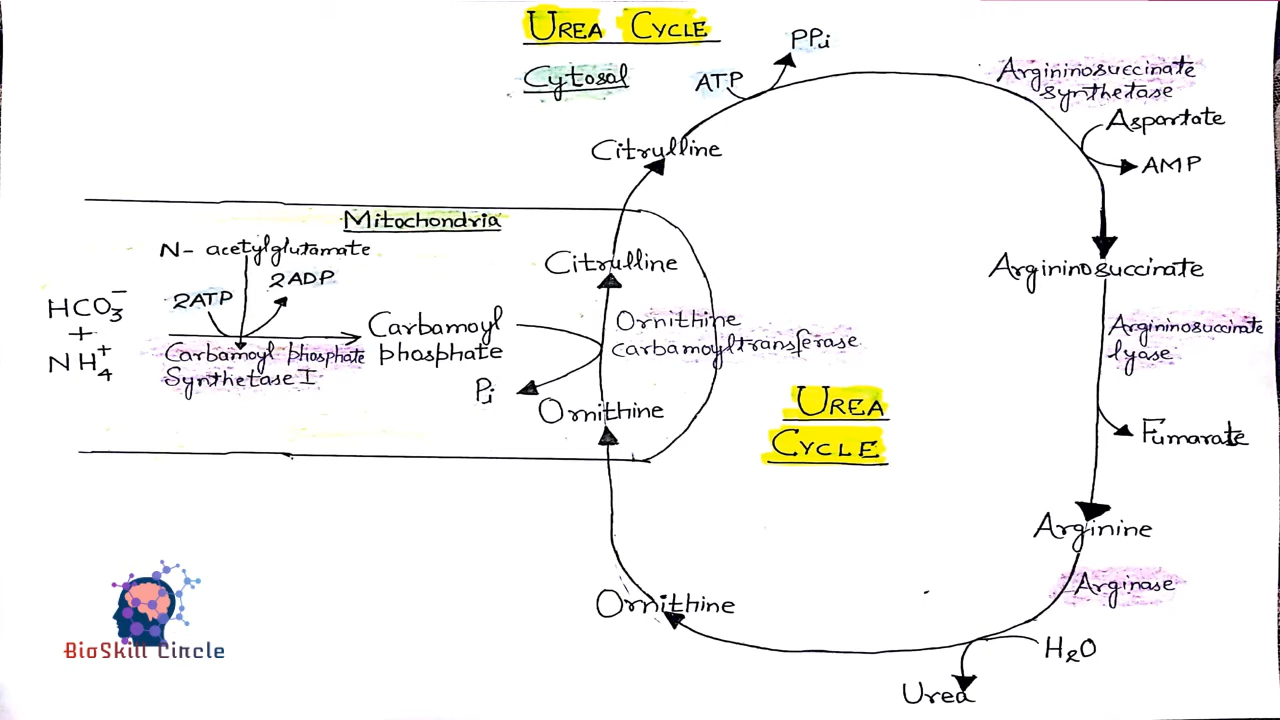 UREA CYCLE
Cytosol
ATP
PPi
Argininosuccinate
synthetase
Aspartate
AMP
Citrulline
Mitochondria
N- acetylglutamate
2ATP
2ADP
HCO3-
+
NH4+
Carbamoyl phosphate
Synthetase I
Carbamoyl
phosphate
Pi
Citrulline
Ornithine
carbamoyltransferase
Ornithine
Argininosuccinate
Argininosuccinate
lyase
Fumarate
UREA
CYCLE
Arginine
Arginase
H2O
Urea
Ornithine
BioSkill Circle